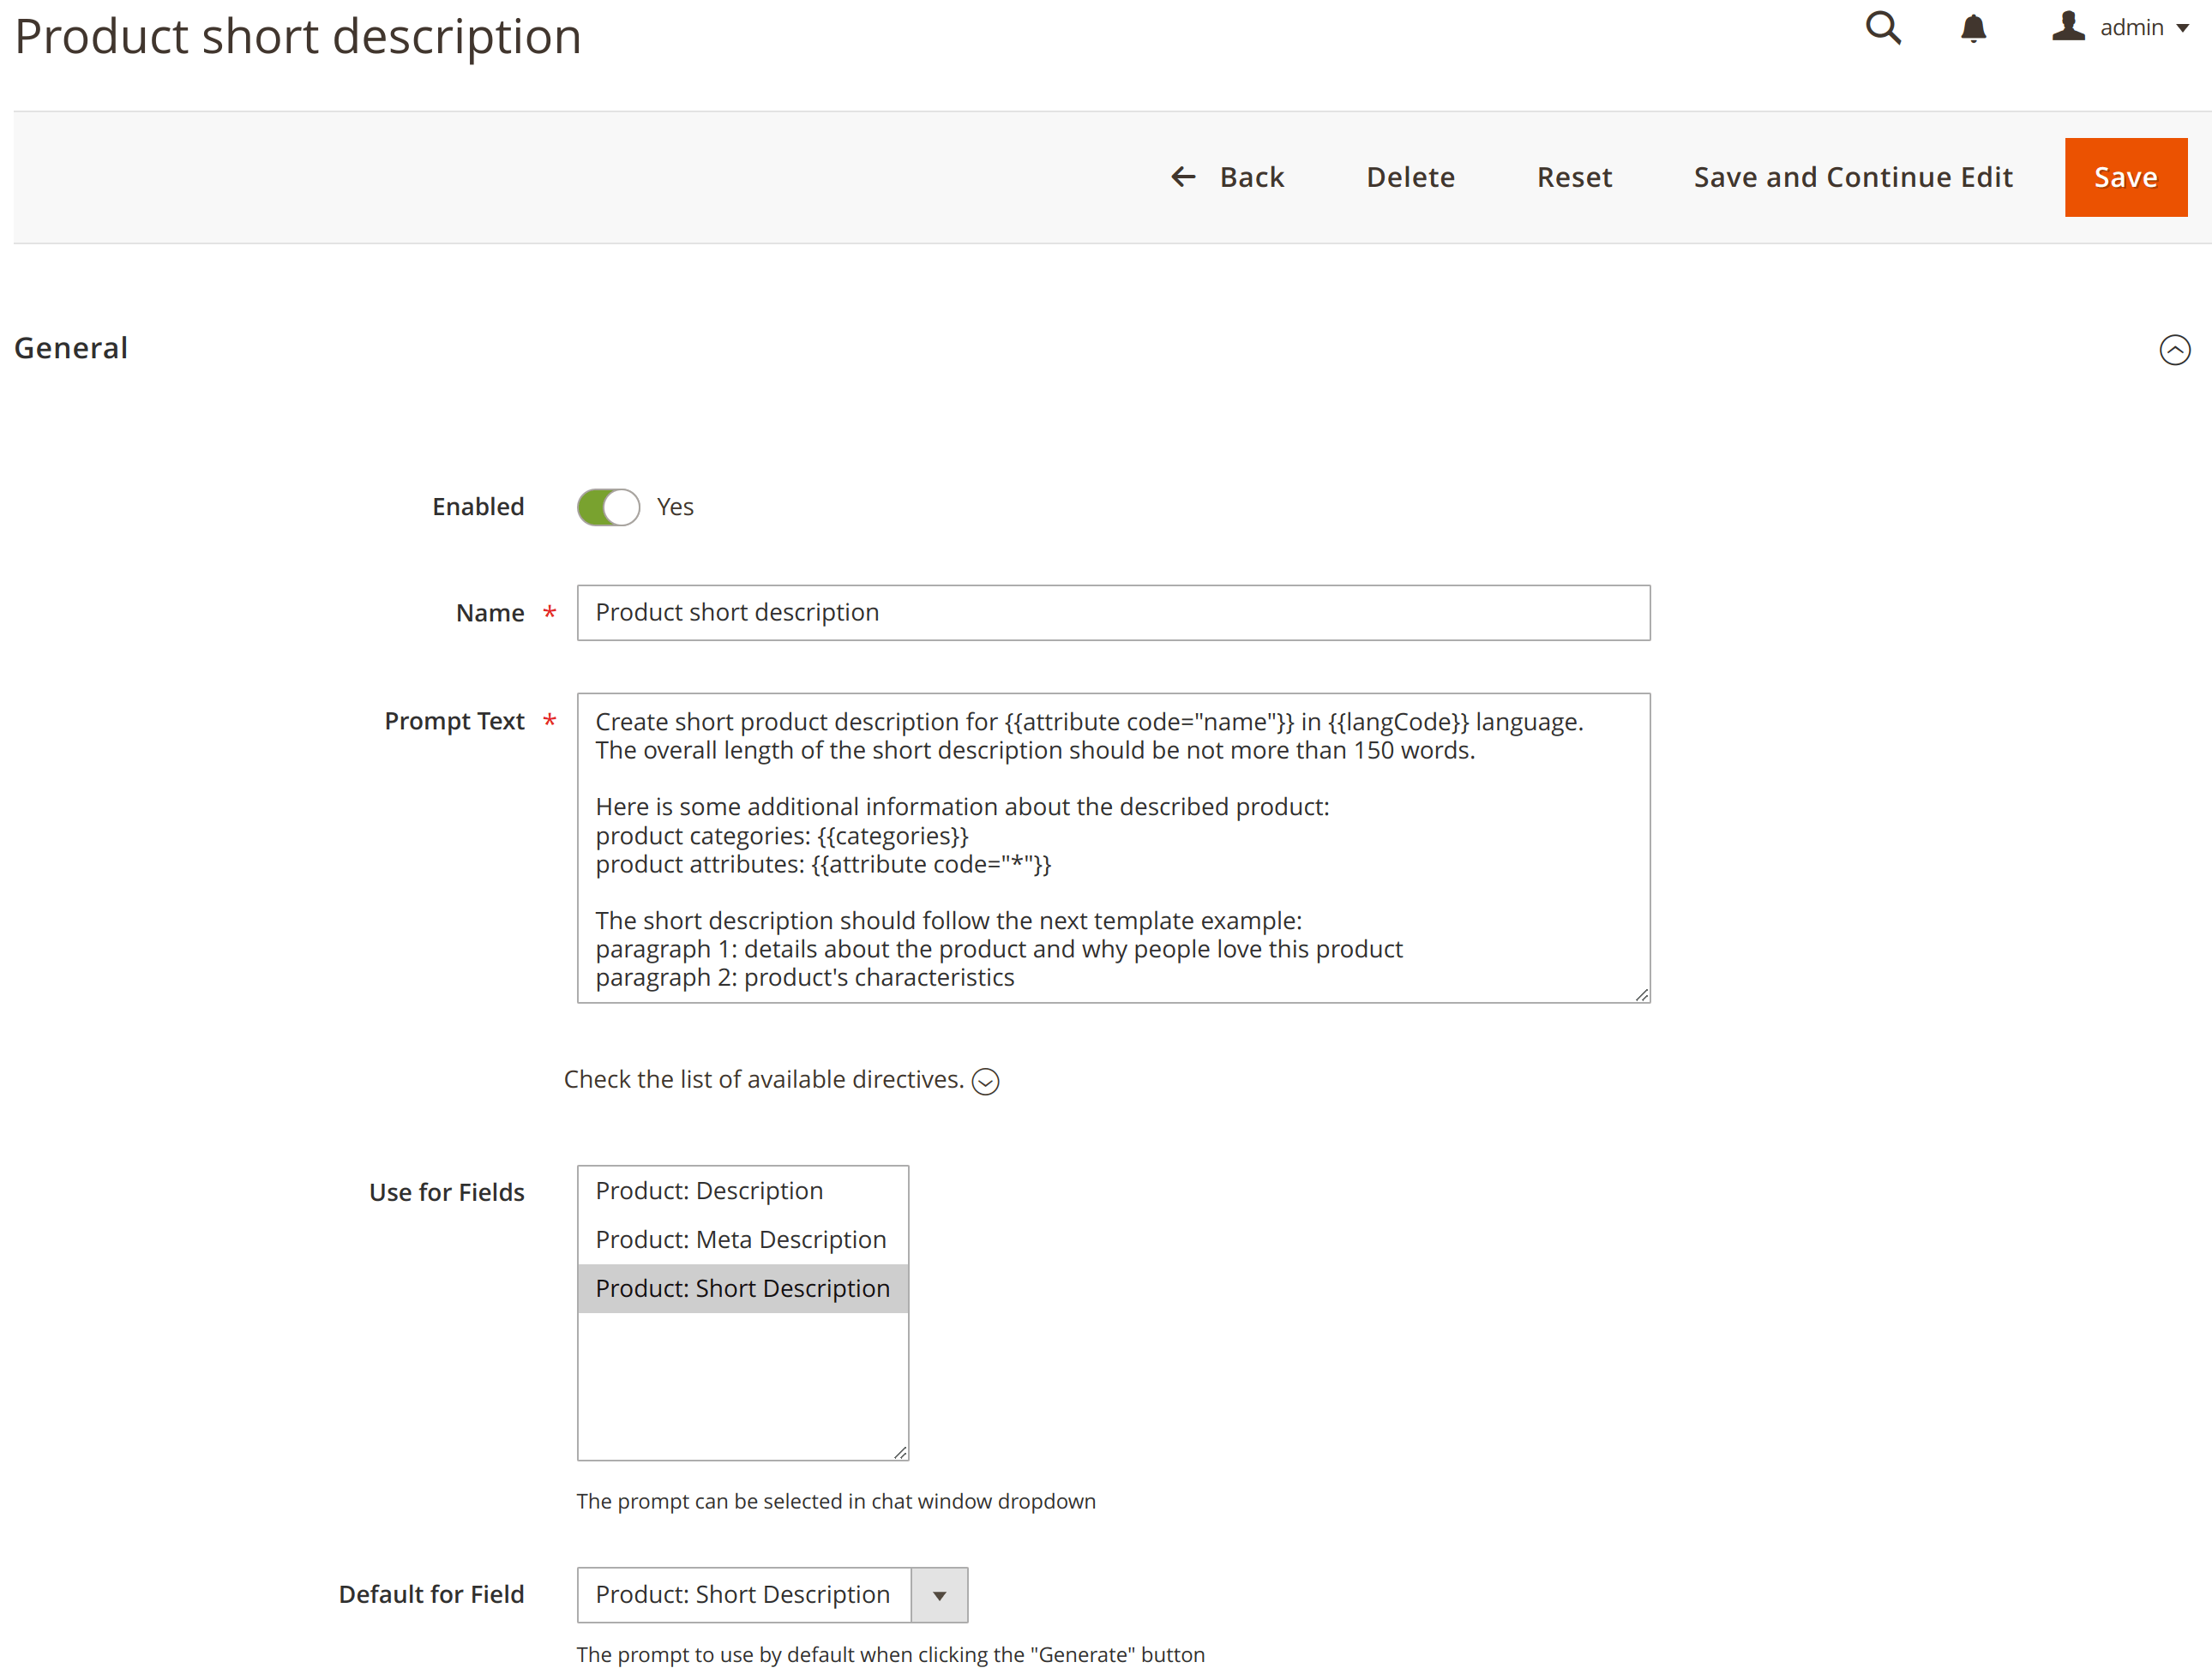 Product short description
admin
Back
Delete
Reset
Save and Continue Edit
Save
General
Enabled
Yes
Name *
Product short description
Prompt Text *
Create short product description for {{attribute code="name"}} in {{langCode}} language.
The overall length of the short description should be not more than 150 words.
Here is some additional information about the described product:
product categories: {{categories}}
product attributes: {{attribute code="*"}}
The short description should follow the next template example:
paragraph 1: details about the product and why people love this product
paragraph 2: product's characteristics
Check the list of available directives.
Use for Fields
Product: Description
Product: Meta Description
Product: Short Description
The prompt can be selected in chat window dropdown
Default for Field
Product: Short Description
The prompt to use by default when clicking the "Generate" button